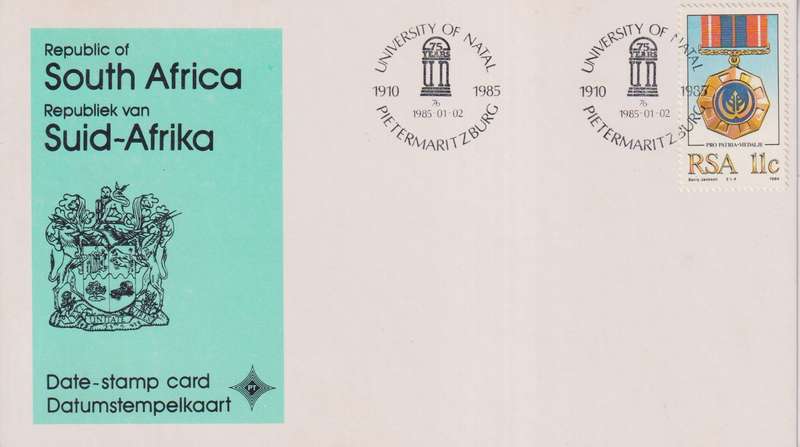 Republic of
South Africa
Republiek van
Suid-Afrika
UNITATE
Date-stamp card
Datumstempelkaart
PT
UNIVERSITY OF NATAL
75
YEARS
1910 1985
76
1985-01-02
PIETERMARITZBURG
UNIVERSITY OF NATAL
75
YEARS
1910 1985
76
1985-01-02
PIETERMARITZBURG
PRO PATRIA-MEDALJE
RSA 11c
1984